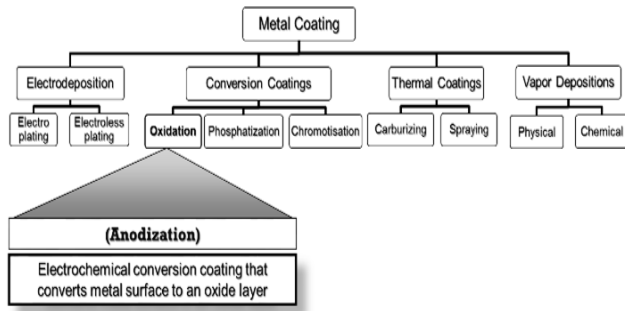 Metal Coating
Electrodeposition
Conversion Coatings
Thermal Coatings
Vapor Depositions
Electro
plating
Electroless
plating
Oxidation
Phosphatization
Chromotisation
Carburizing
Spraying
Physical
Chemical
(Anodization)
Electrochemical conversion coating that
converts metal surface to an oxide layer